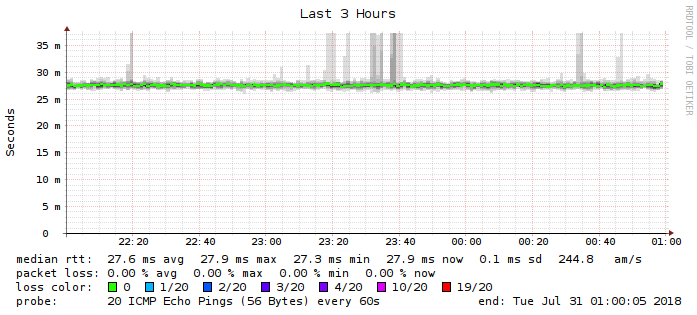 Last 3 Hours
RRDTOOL / TOBI OETIKER
Seconds
35 m
30 m
25 m
20 m
15 m
10 m
5 m
0
22:20 22:40 23:00 23:20 23:40 00:00 00:20 00:40 01:00
median rtt: 27.6 ms avg 27.9 ms max 27.3 ms min 27.9 ms now 0.1 ms sd 244.8 am/s
packet loss: 0.00 % avg 0.00 % max 0.00 % min 0.00 % now
loss color: 0 1/20 2/20 3/20 4/20 10/20 19/20
probe: 20 ICMP Echo Pings (56 Bytes) every 60s end: Tue Jul 31 01:00:05 2018